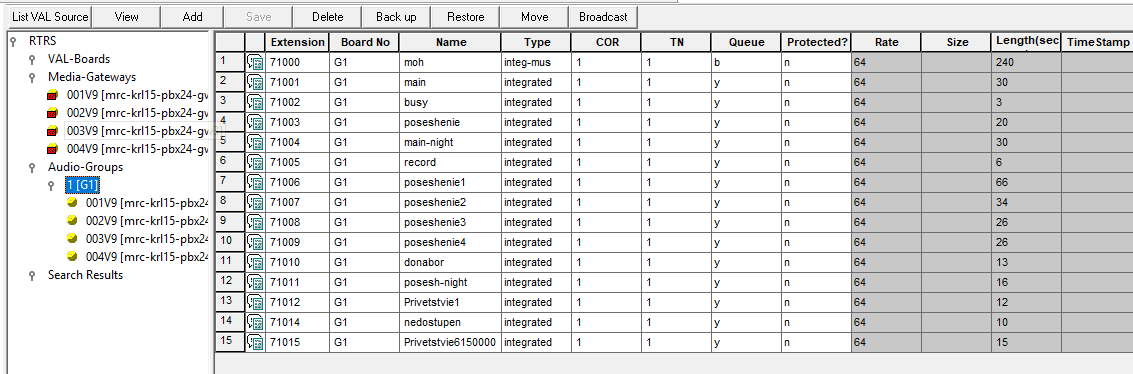 List VAL Source View Add Save Delete Back up Restore Move Broadcast
RTRS
VAL-Boards
Media-Gateways
001V9 [mrc-krl15-pbx24-gv
002V9 [mrc-krl15-pbx24-gv
003V9 [mrc-krl15-pbx24-gv
004V9 [mrc-krl15-pbx24-gv
Audio-Groups
1 [G1]
001V9 [mrc-krl15-pbx24
002V9 [mrc-krl15-pbx24
003V9 [mrc-krl15-pbx24
004V9 [mrc-krl15-pbx24
Search Results
Extension Board No Name Type COR TN Queue Protected? Rate Size Length(sec TimeStamp
1 71000 G1 moh integ-mus 1 1 b n 64 240
2 71001 G1 main integrated 1 1 y n 64 30
3 71002 G1 busy integrated 1 1 y n 64 3
4 71003 G1 poseshenie integrated 1 1 y n 64 20
5 71004 G1 main-night integrated 1 1 y n 64 30
6 71005 G1 record integrated 1 1 y n 64 6
7 71006 G1 poseshenie1 integrated 1 1 y n 64 66
8 71007 G1 poseshenie2 integrated 1 1 y n 64 34
9 71008 G1 poseshenie3 integrated 1 1 y n 64 26
10 71009 G1 poseshenie4 integrated 1 1 y n 64 26
11 71010 G1 donabor integrated 1 1 y n 64 13
12 71011 G1 posesh-night integrated 1 1 y n 64 16
13 71012 G1 Privetstvie1 integrated 1 1 y n 64 12
14 71014 G1 nedostupen integrated 1 1 y n 64 10
15 71015 G1 Privetstvie6150000 integrated 1 1 y n 64 15